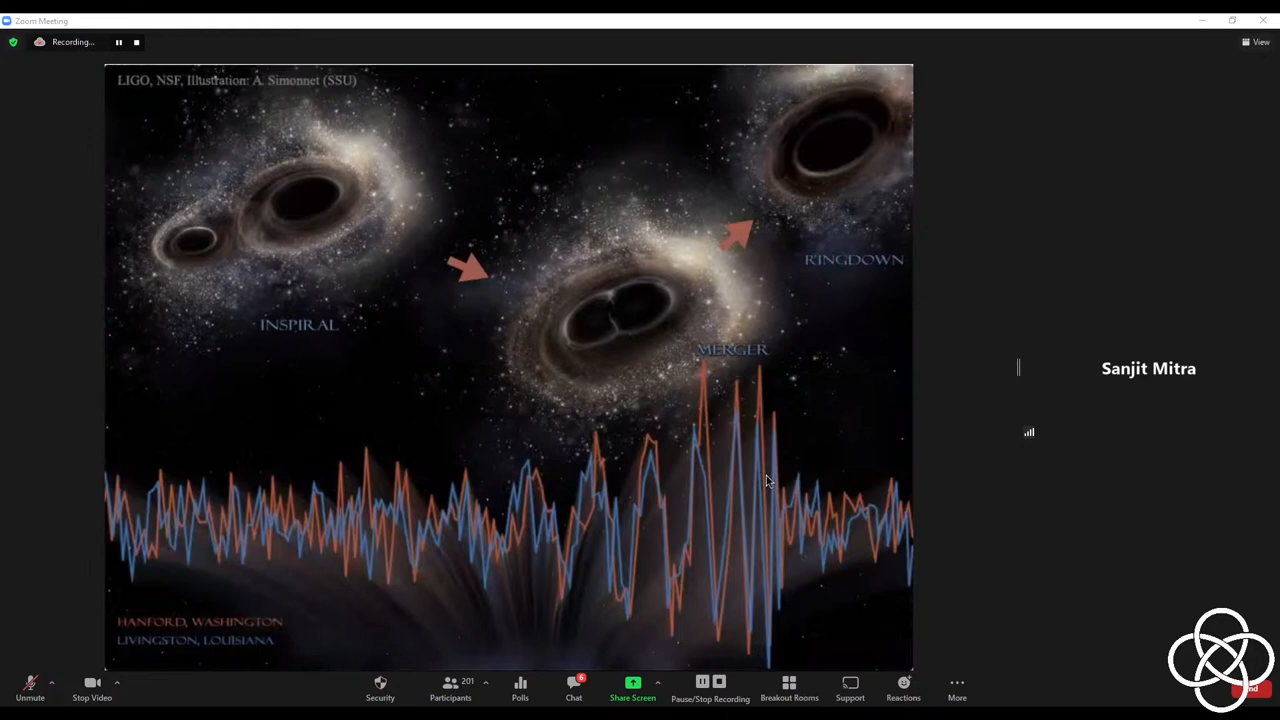 Zoom Meeting
Recording...
View
LIGO, NSF, Illustration: A. Simonnet (SSU)
RINGDOWN
INSPIRAL
MERGER
Sanjit Mitra
HANFORD, WASHINGTON
LIVINGSTON, LOUISIANA
6
201
Unmute
Stop Video
Security
Participants
Polls
Chat
Share Screen
Pause/Stop Recording
Breakout Rooms
Support
Reactions
More